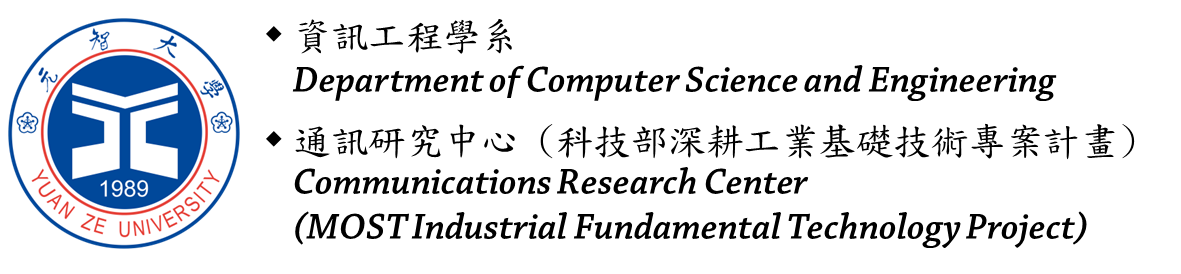 元智大學
1989
YUAN ZE UNIVERSITY
◆ 資訊工程學系
Department of Computer Science and Engineering
◆ 通訊研究中心（科技部深耕工業基礎技術專案計畫）
Communications Research Center
(MOST Industrial Fundamental Technology Project)